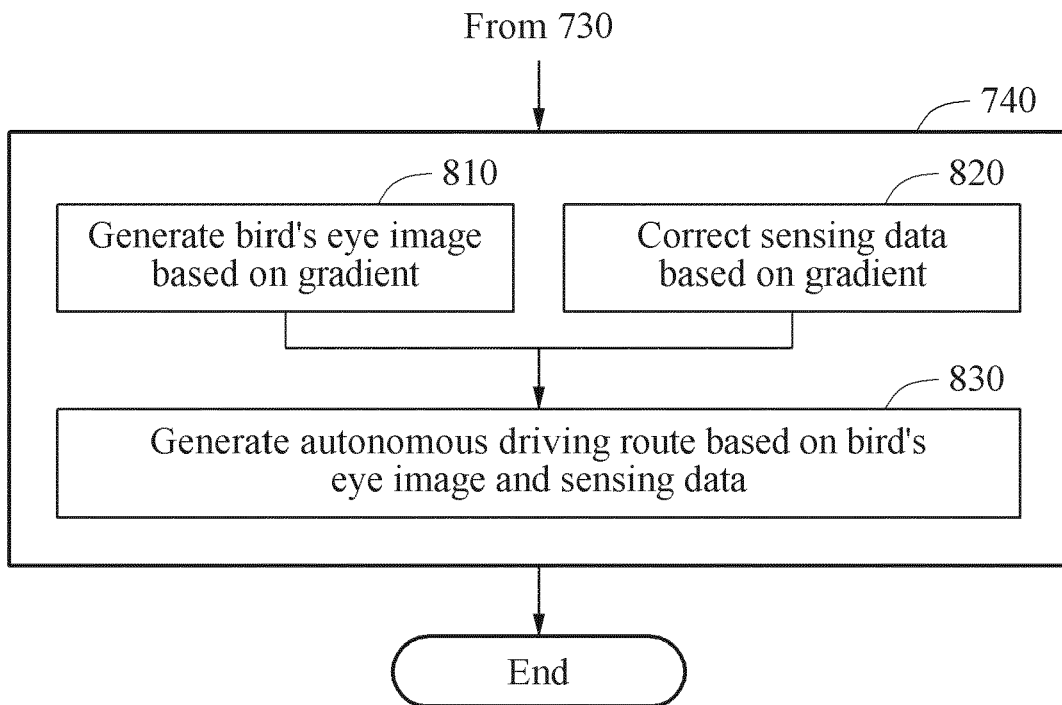 From 730
740
810
820
Generate bird's eye image
based on gradient
Correct sensing data
based on gradient
830
Generate autonomous driving route based on bird's
eye image and sensing data
End